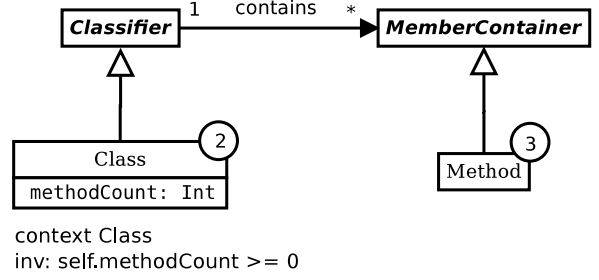 Classifier
1 contains *
MemberContainer
Class
2
methodCount: Int
Method
3
context Class
inv: self.methodCount >= 0